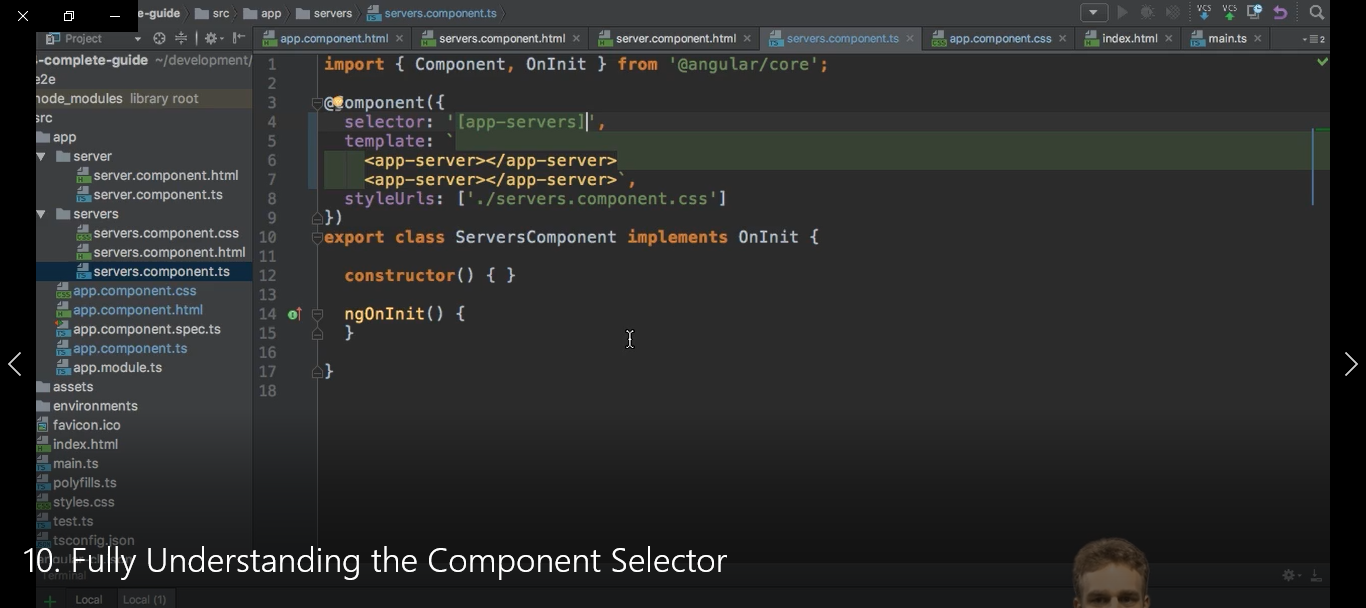 e-guide src app servers servers.component.ts
VCS VCS
Project
app.component.html servers.component.html server.component.html servers.component.ts app.component.css index.html main.ts 2
-complete-guide ~/development/
e2e
node_modules library root
src
app
server
server.component.html
server.component.ts
servers
servers.component.css
servers.component.html
servers.component.ts
app.component.css
app.component.html
app.component.spec.ts
app.component.ts
app.module.ts
assets
environments
favicon.ico
index.html
main.ts
polyfills.ts
styles.css
test.ts
tsconfig.json
1 import { Component, OnInit } from '@angular/core';
2
3 @Component({
4 selector: '[app-servers]',
5 template: `
6 <app-server></app-server>
7 <app-server></app-server>`,
8 styleUrls: ['./servers.component.css']
9 })
10 export class ServersComponent implements OnInit {
11
12 constructor() { }
13
14 ngOnInit() {
15 }
16
17 }
18
10. Fully Understanding the Component Selector
Terminal
Local Local (1)